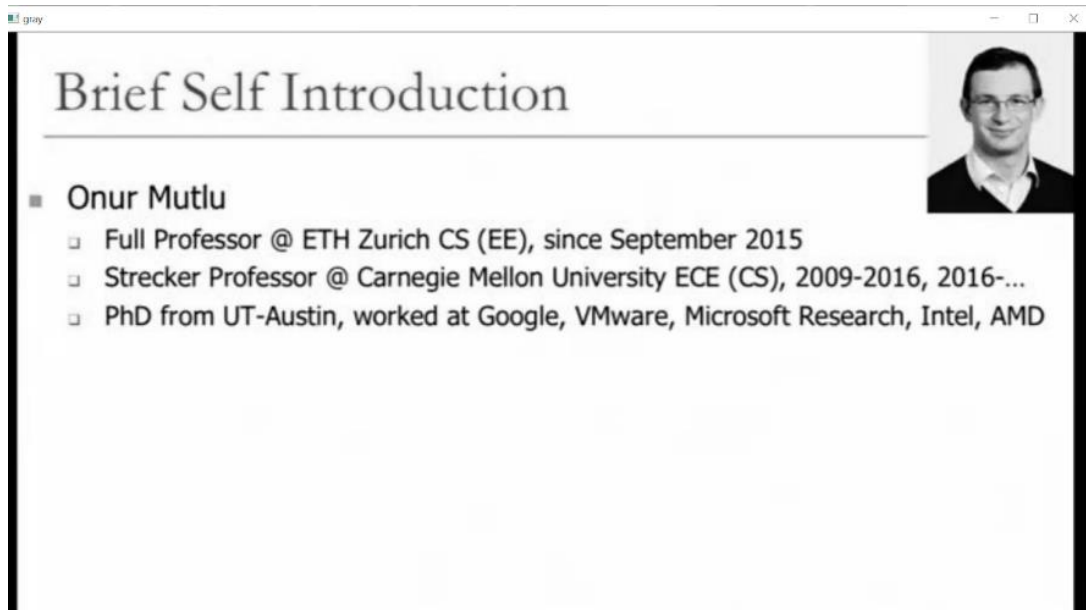 gray
Brief Self Introduction
Onur Mutlu
Full Professor @ ETH Zurich CS (EE), since September 2015
Strecker Professor @ Carnegie Mellon University ECE (CS), 2009-2016, 2016-...
PhD from UT-Austin, worked at Google, VMware, Microsoft Research, Intel, AMD